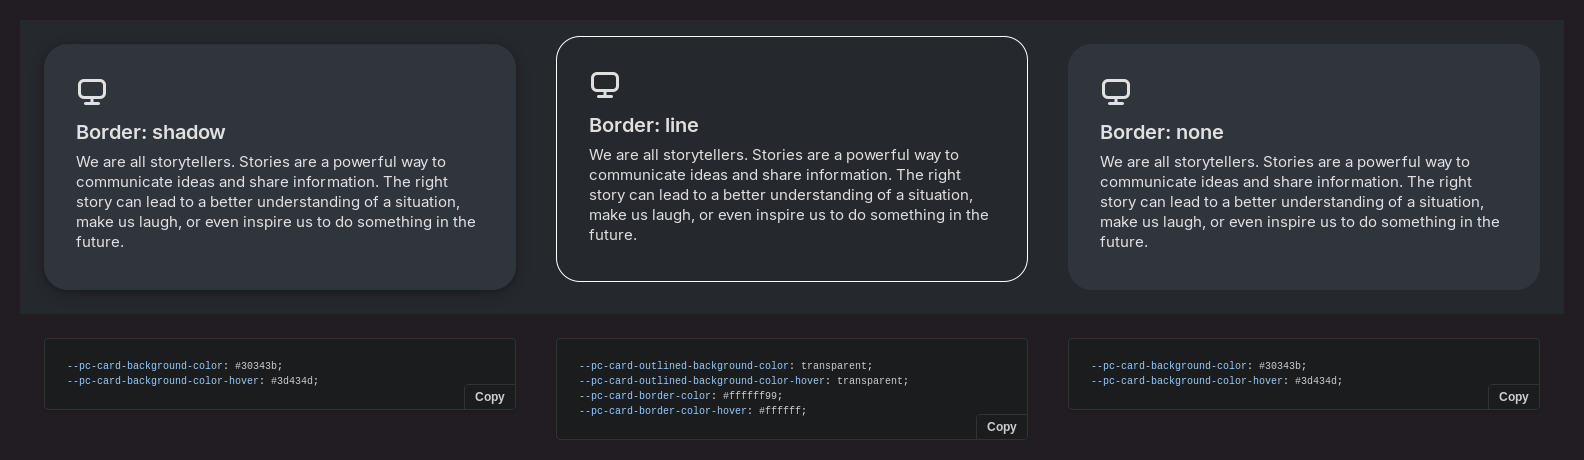 Border: shadow
We are all storytellers. Stories are a powerful way to
communicate ideas and share information. The right
story can lead to a better understanding of a situation,
make us laugh, or even inspire us to do something in the
future.
Border: line
We are all storytellers. Stories are a powerful way to
communicate ideas and share information. The right
story can lead to a better understanding of a situation,
make us laugh, or even inspire us to do something in the
future.
Border: none
We are all storytellers. Stories are a powerful way to
communicate ideas and share information. The right
story can lead to a better understanding of a situation,
make us laugh, or even inspire us to do something in the
future.
--pc-card-background-color: #30343b;
--pc-card-background-color-hover: #3d434d;
Copy
--pc-card-outlined-background-color: transparent;
--pc-card-outlined-background-color-hover: transparent;
--pc-card-border-color: #ffffff99;
--pc-card-border-color-hover: #ffffff;
Copy
--pc-card-background-color: #30343b;
--pc-card-background-color-hover: #3d434d;
Copy